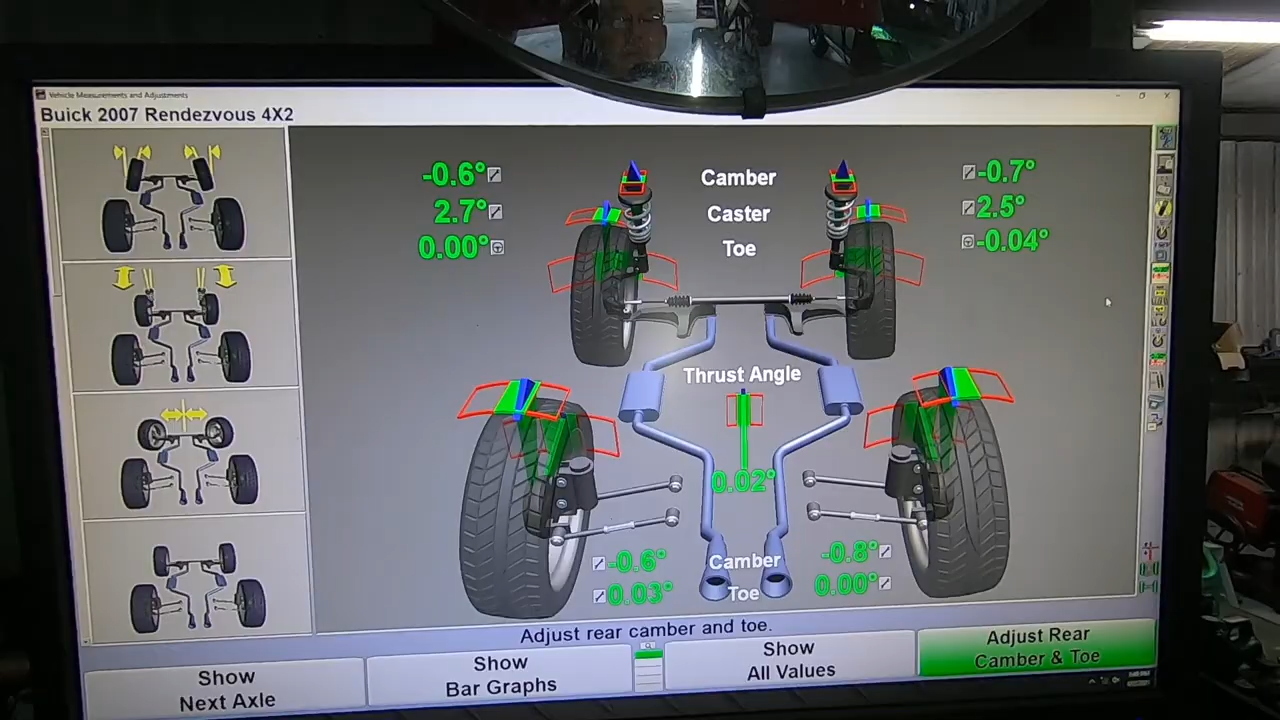 Vehicle Measurements and Adjustments
Buick 2007 Rendezvous 4X2
-0.6° Camber -0.7°
2.7° Caster 2.5°
0.00° Toe -0.04°
Thrust Angle
0.02°
-0.6° Camber -0.8°
0.03° Toe 0.00°
Adjust rear camber and toe.
Show
Next Axle
Show
Bar Graphs
Show
All Values
Adjust Rear
Camber & Toe